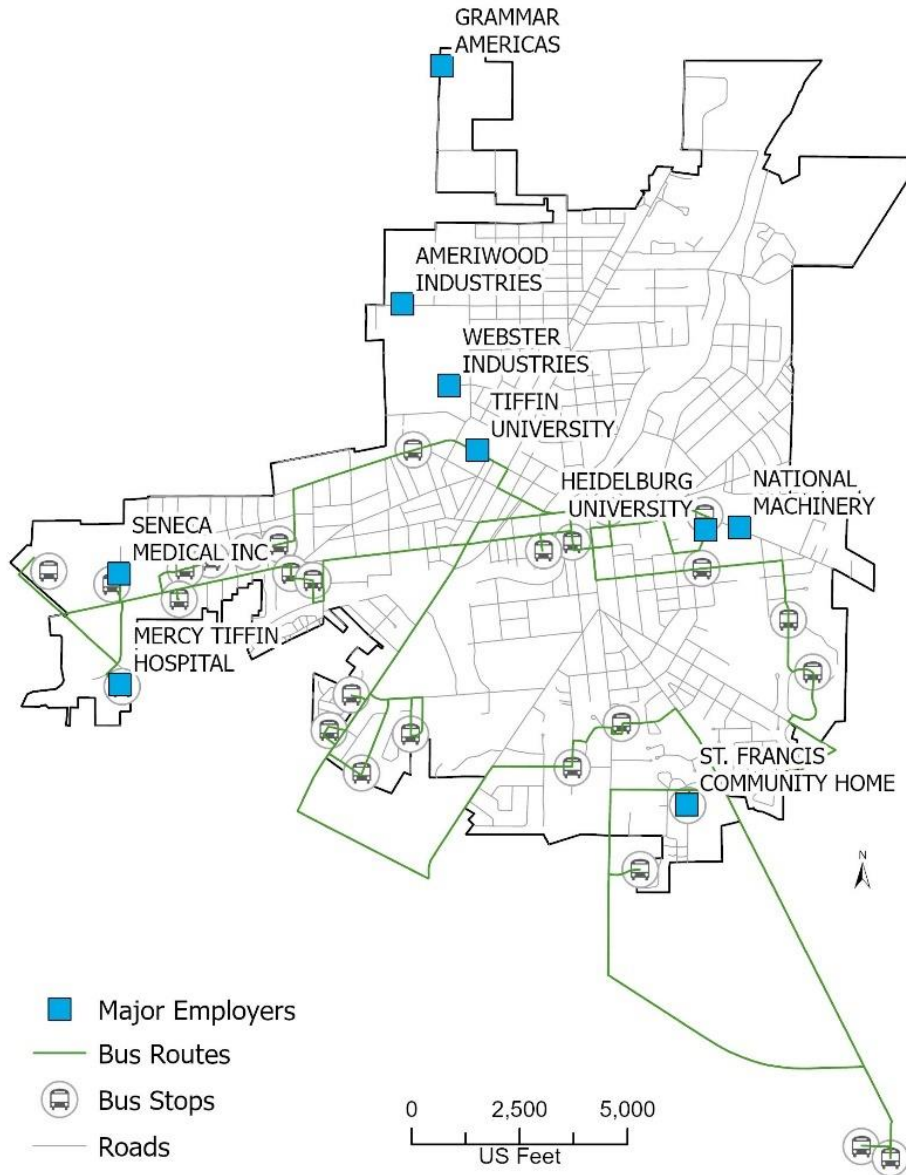 GRAMMAR
AMERICAS
AMERIWOOD
INDUSTRIES
WEBSTER
INDUSTRIES
TIFFIN
UNIVERSITY
HEIDELBURG
UNIVERSITY
NATIONAL
MACHINERY
SENECA
MEDICAL INC
MERCY TIFFIN
HOSPITAL
ST. FRANCIS
COMMUNITY HOME
N
Major Employers
Bus Routes
Bus Stops
Roads
0 2,500 5,000
US Feet